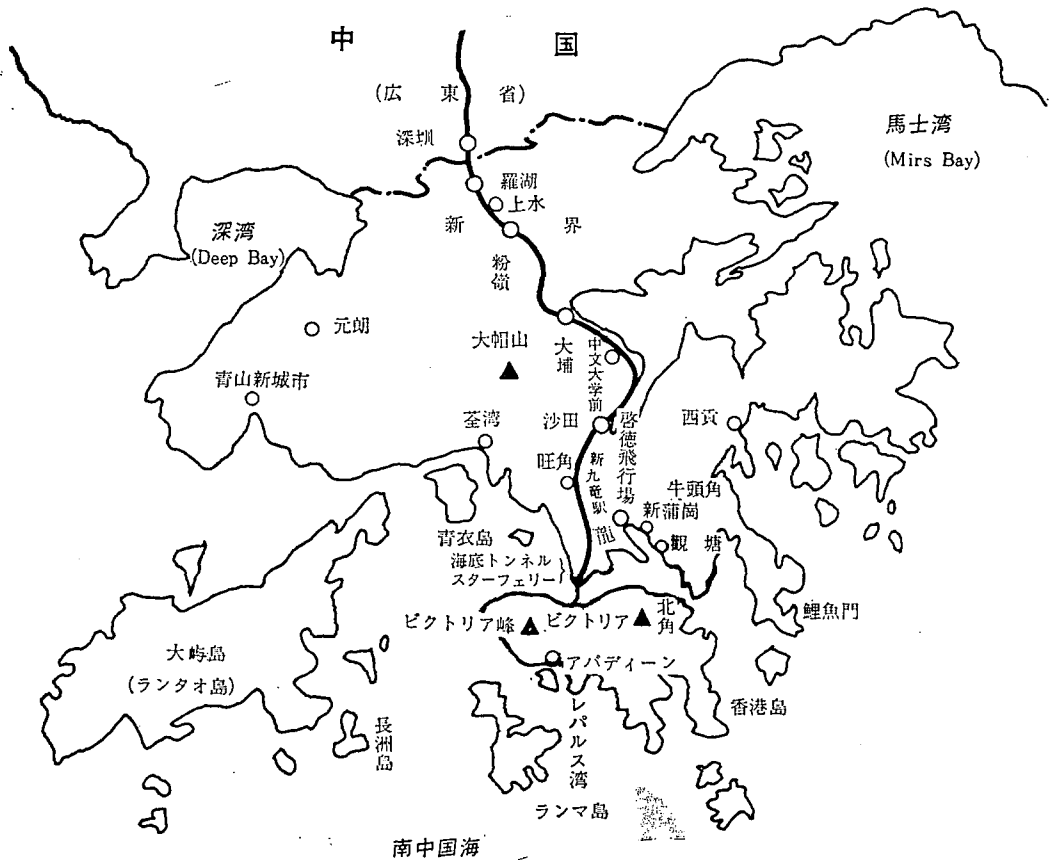 中国
(広東省)
深圳
馬士湾
(Mirs Bay)
羅湖
上水
新界
深湾
(Deep Bay)
粉嶺
元朗
大帽山
大埔
中文大学前
青山新城市
荃湾
沙田
啓徳飛行場
西貢
旺角
新九竜駅
牛頭角
新蒲崗
龍
観塘
青衣島
海底トンネル
スターフェリー
鯉魚門
ビクトリア峰
ビクトリア
北角
大嶼島
(ランタオ島)
アバディーン
香港島
レパルス湾
長洲島
ランマ島
南中国海